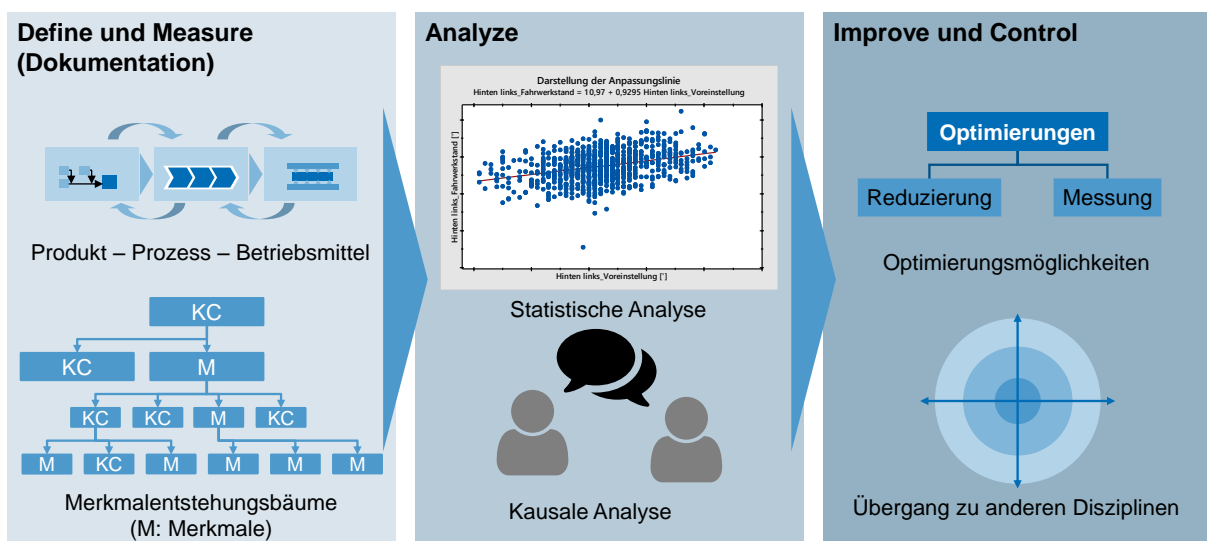 Define und Measure
(Dokumentation)
Produkt – Prozess – Betriebsmittel
KC
KC
M
KC
KC
M
KC
M
KC
M
M
M
M
Merkmalentstehungsbäume
(M: Merkmale)
Analyze
Darstellung der Anpassungslinie
Hinten links_Fahrwerkstand = 10,97 + 0,9295 Hinten links_Voreinstellung
Hinten links_Fahrwerkstand [']
Hinten links_Voreinstellung [']
Statistische Analyse
Kausale Analyse
Improve und Control
Optimierungen
Reduzierung
Messung
Optimierungsmöglichkeiten
Übergang zu anderen Disziplinen